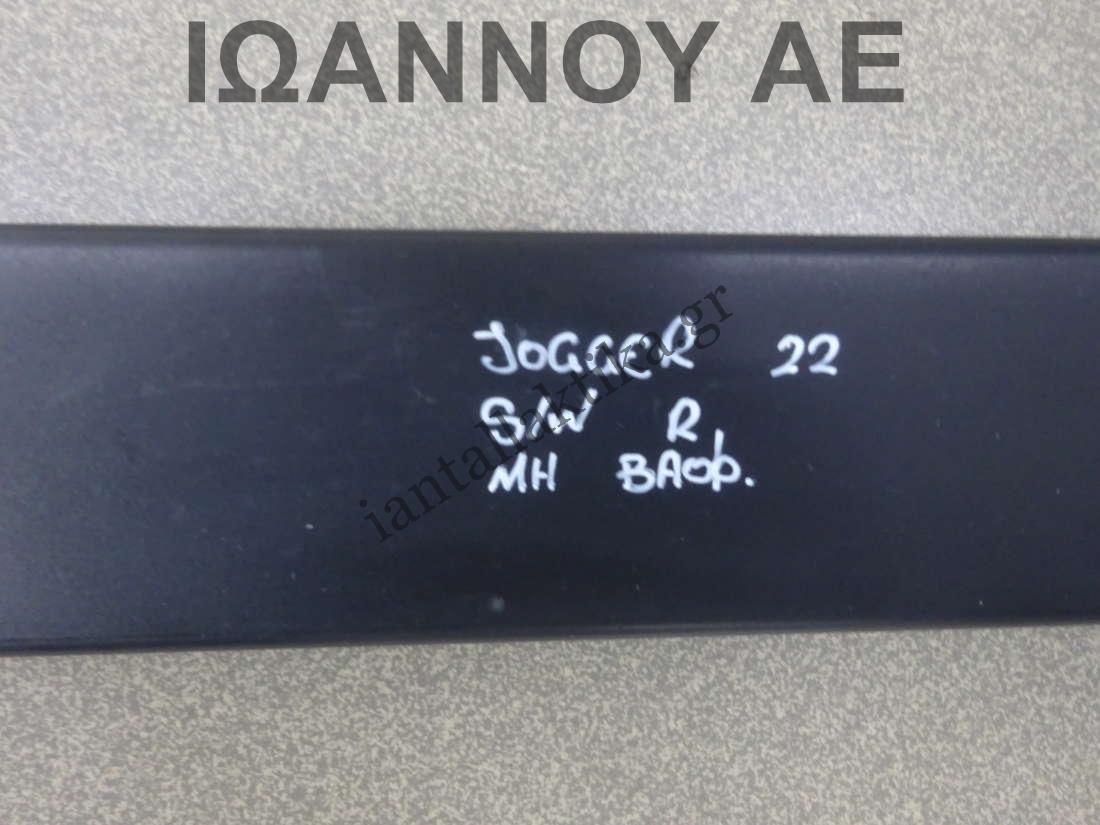 ΙΩΑΝΝΟΥ ΑΕ
JOGGER 22
S/W R
ΜΗ ΒΑΦ.
iantallaktika.gr